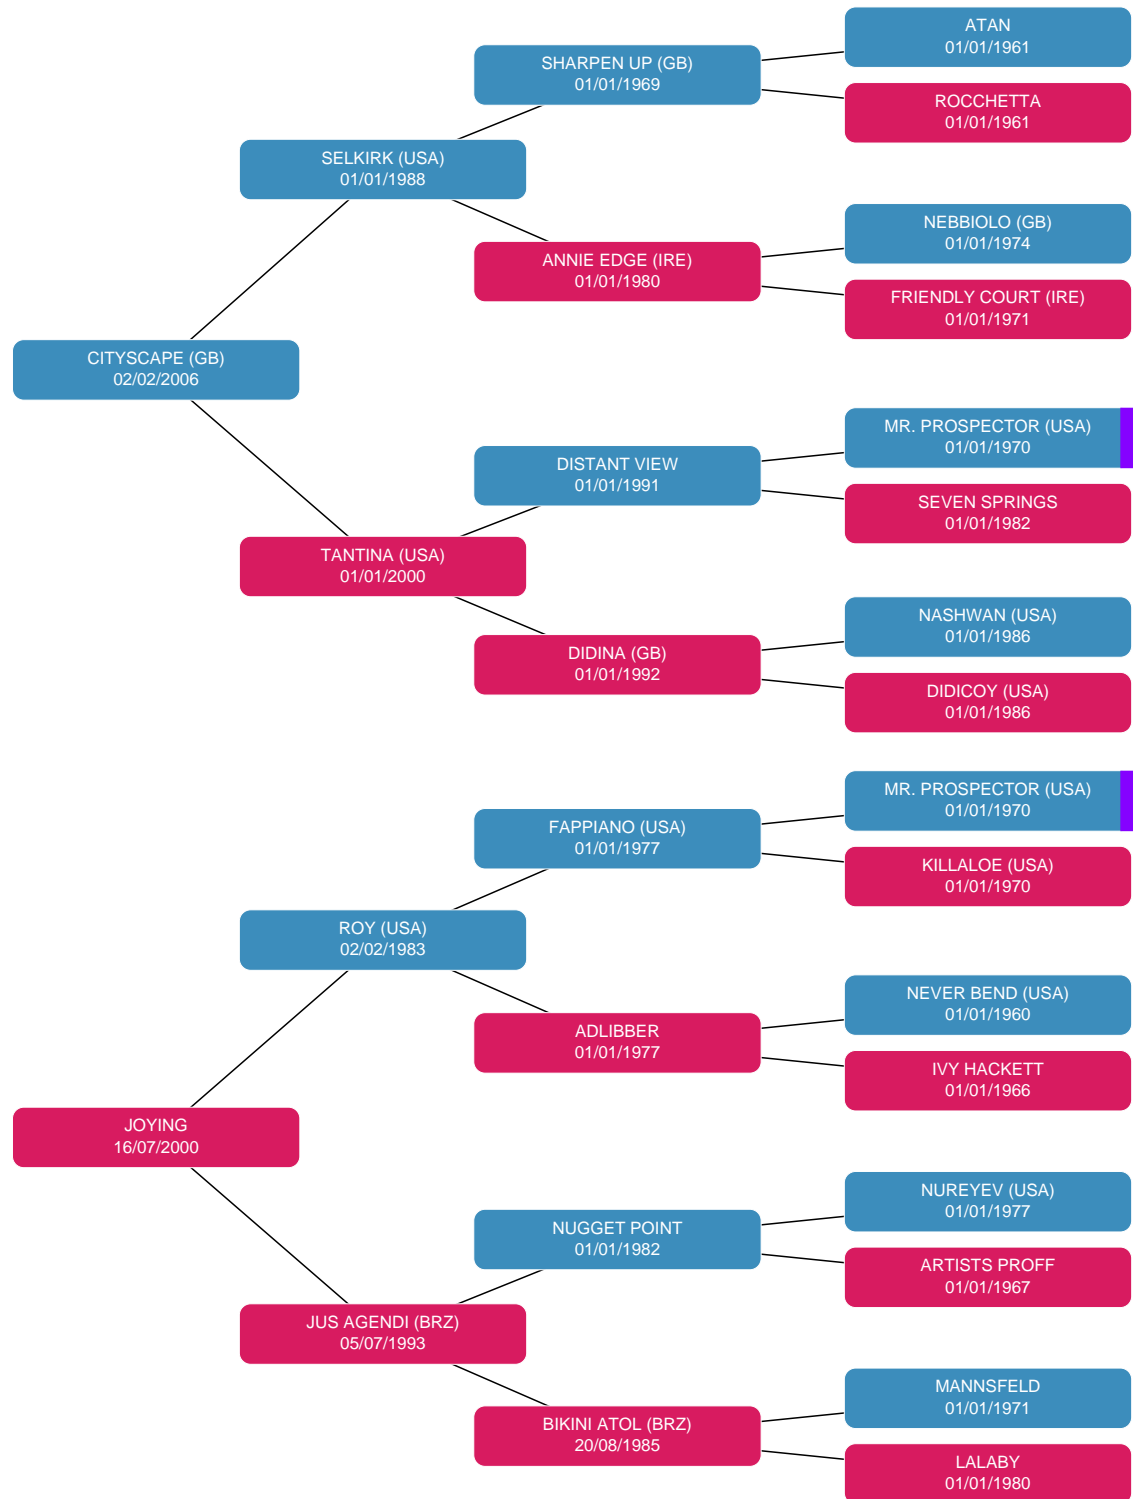 ATAN
01/01/1961
SHARPEN UP (GB)
01/01/1969
ROCCHETTA
01/01/1961
SELKIRK (USA)
01/01/1988
NEBBIOLO (GB)
01/01/1974
ANNIE EDGE (IRE)
01/01/1980
FRIENDLY COURT (IRE)
01/01/1971
CITYSCAPE (GB)
02/02/2006
MR. PROSPECTOR (USA)
01/01/1970
DISTANT VIEW
01/01/1991
SEVEN SPRINGS
01/01/1982
TANTINA (USA)
01/01/2000
NASHWAN (USA)
01/01/1986
DIDINA (GB)
01/01/1992
DIDICOY (USA)
01/01/1986
MR. PROSPECTOR (USA)
01/01/1970
FAPPIANO (USA)
01/01/1977
KILLALOE (USA)
01/01/1970
ROY (USA)
02/02/1983
NEVER BEND (USA)
01/01/1960
ADLIBBER
01/01/1977
IVY HACKETT
01/01/1966
JOYING
16/07/2000
NUREYEV (USA)
01/01/1977
NUGGET POINT
01/01/1982
ARTISTS PROFF
01/01/1967
JUS AGENDI (BRZ)
05/07/1993
MANNSFELD
01/01/1971
BIKINI ATOL (BRZ)
20/08/1985
LALABY
01/01/1980